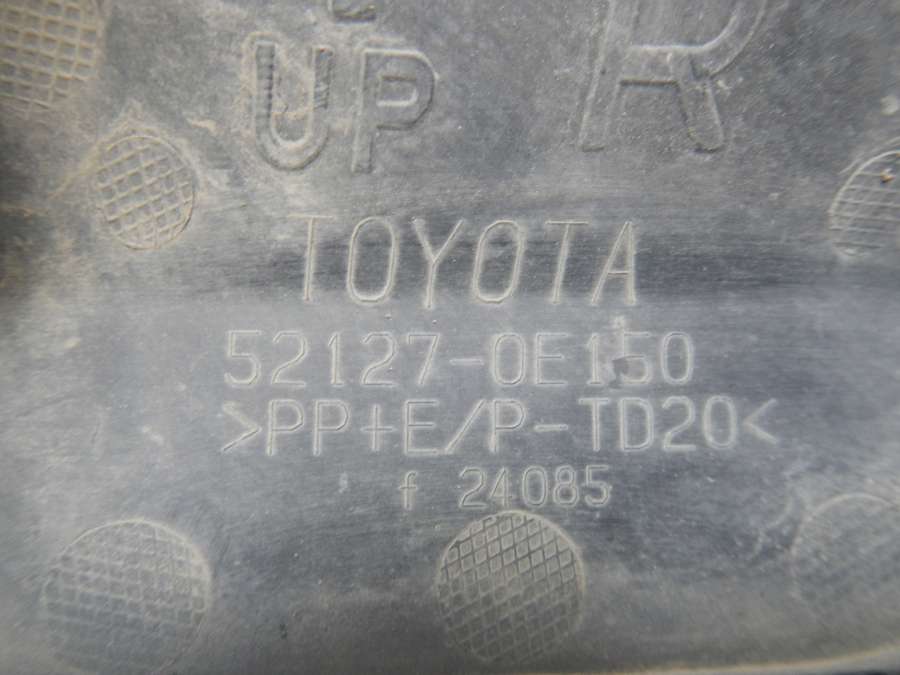 UP
R
TOYOTA
52127-0E150
>PP+E/P-TD20<
f 24085